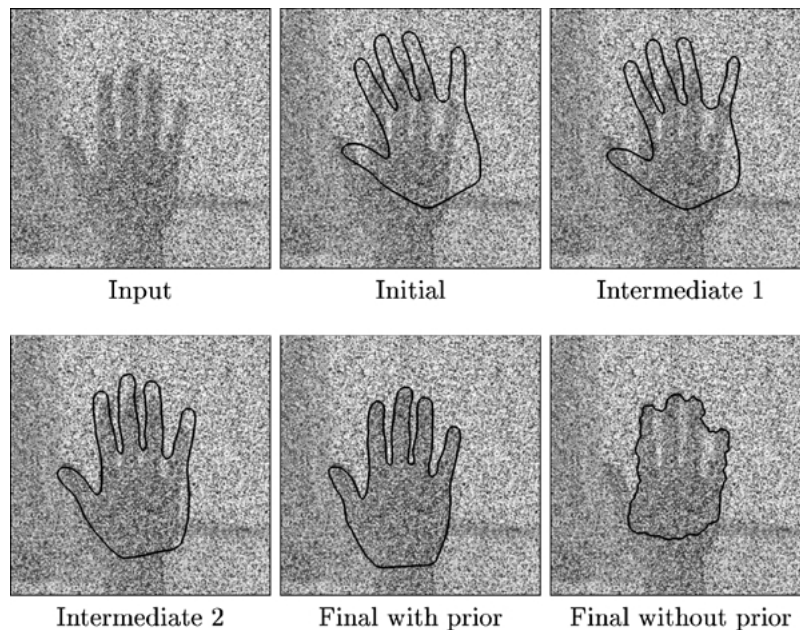 Input
Initial
Intermediate 1
Intermediate 2
Final with prior
Final without prior